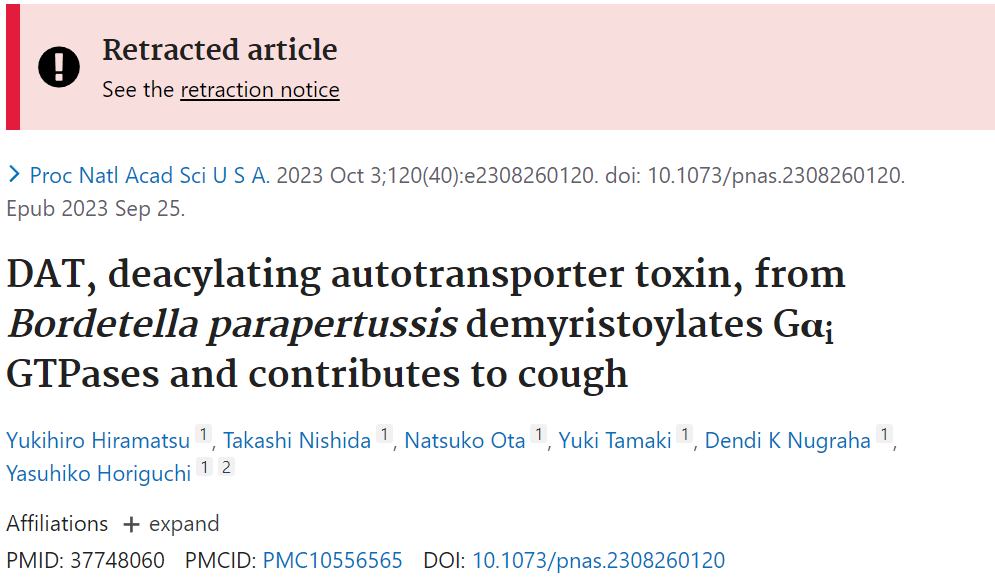 Retracted article
See the retraction notice
Proc Natl Acad Sci U S A. 2023 Oct 3;120(40):e2308260120. doi: 10.1073/pnas.2308260120.
Epub 2023 Sep 25.
DAT, deacylating autotransporter toxin, from
Bordetella parapertussis demyristoylates Gαi
GTPases and contributes to cough
Yukihiro Hiramatsu 1, Takashi Nishida 1, Natsuko Ota 1, Yuki Tamaki 1, Dendi K Nugraha 1,
Yasuhiko Horiguchi 1 2
Affiliations + expand
PMID: 37748060 PMCID: PMC10556565 DOI: 10.1073/pnas.2308260120